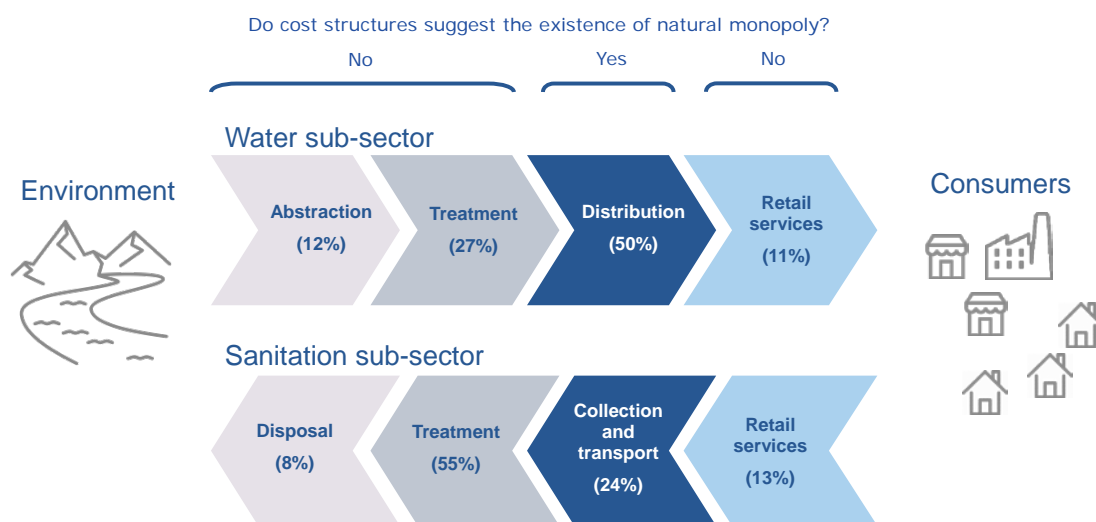 Do cost structures suggest the existence of natural monopoly?
No
Yes
No
Water sub-sector
Environment
Consumers
Abstraction
(12%)
Treatment
(27%)
Distribution
(50%)
Retail
services
(11%)
Sanitation sub-sector
Disposal
(8%)
Treatment
(55%)
Collection
and
transport
(24%)
Retail
services
(13%)